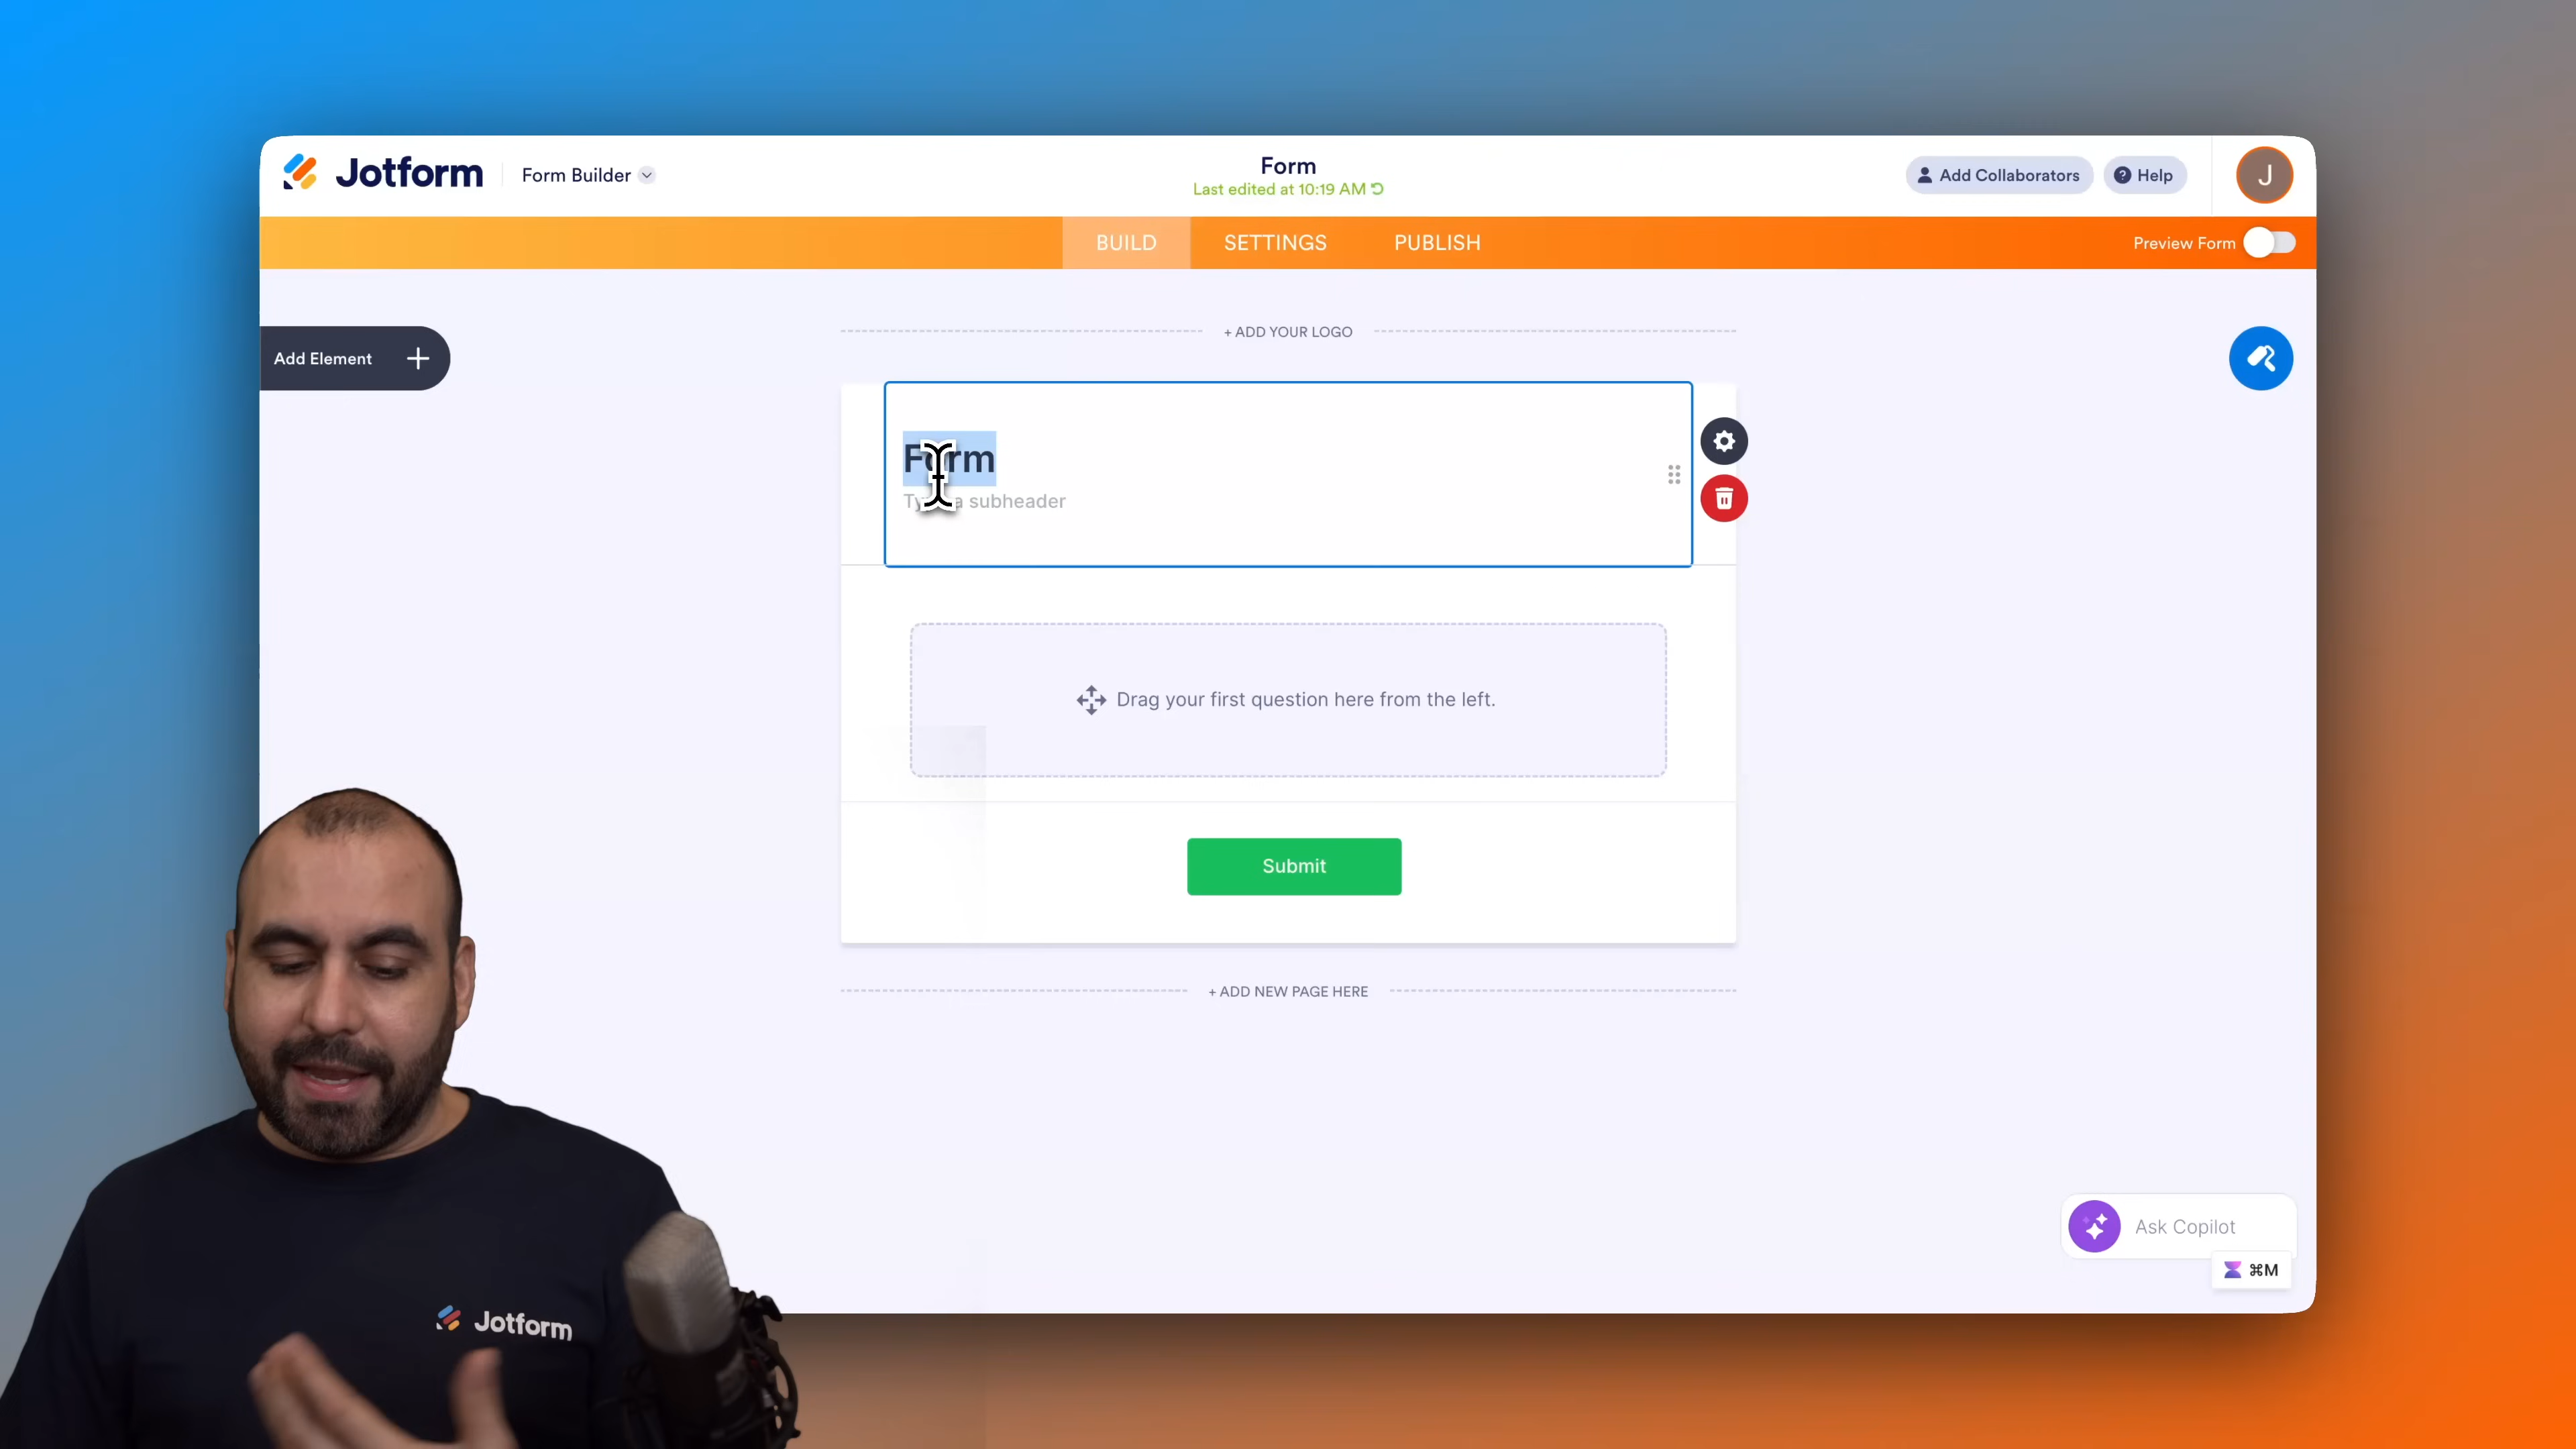 Jotform
Form Builder
Form
Last edited at 10:19 AM
Add Collaborators
Help
J
BUILD
SETTINGS
PUBLISH
Preview Form
+ ADD YOUR LOGO
Add Element
Form
Type a subheader
Drag your first question here from the left.
Submit
+ ADD NEW PAGE HERE
Ask Copilot
⌘M
Jotform